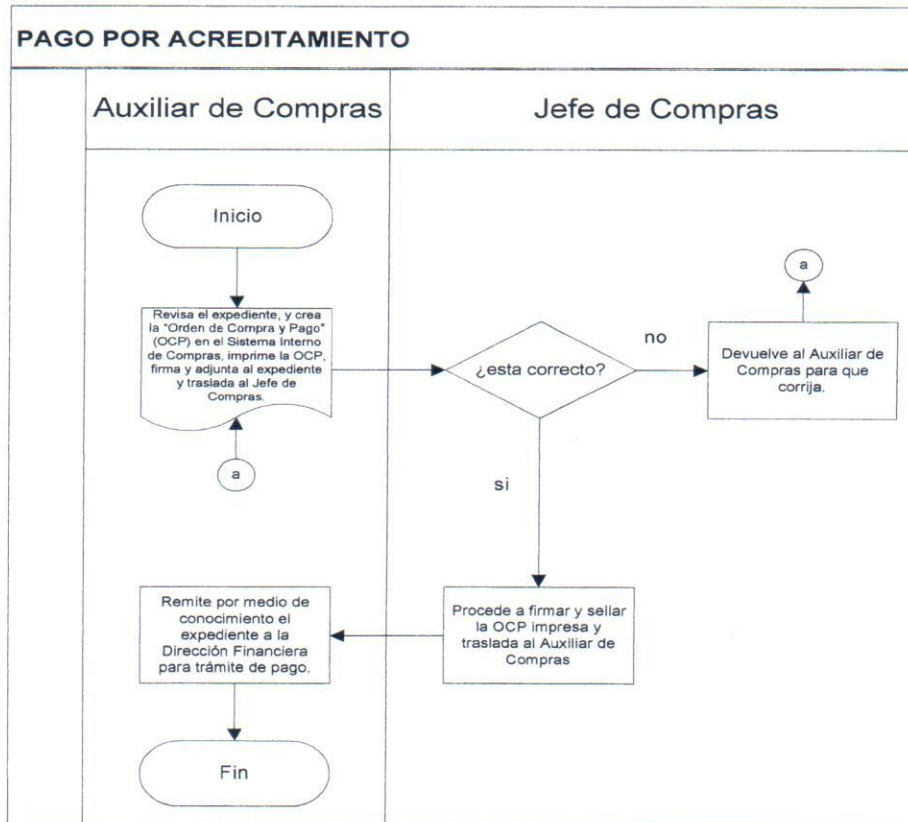 PAGO POR ACREDITAMIENTO
Auxiliar de Compras
Jefe de Compras
Inicio
Revisa el expediente, y crea
la "Orden de Compra y Pago"
(OCP) en el Sistema Interno
de Compras, imprime la OCP,
firma y adjunta al expediente
y traslada al Jefe de
Compras.
a
¿esta correcto?
no
Devuelve al Auxiliar de
Compras para que
corrija.
a
si
Procede a firmar y sellar
la OCP impresa y
traslada al Auxiliar de
Compras
Remite por medio de
conocimiento el
expediente a la
Dirección Financiera
para trámite de pago.
Fin